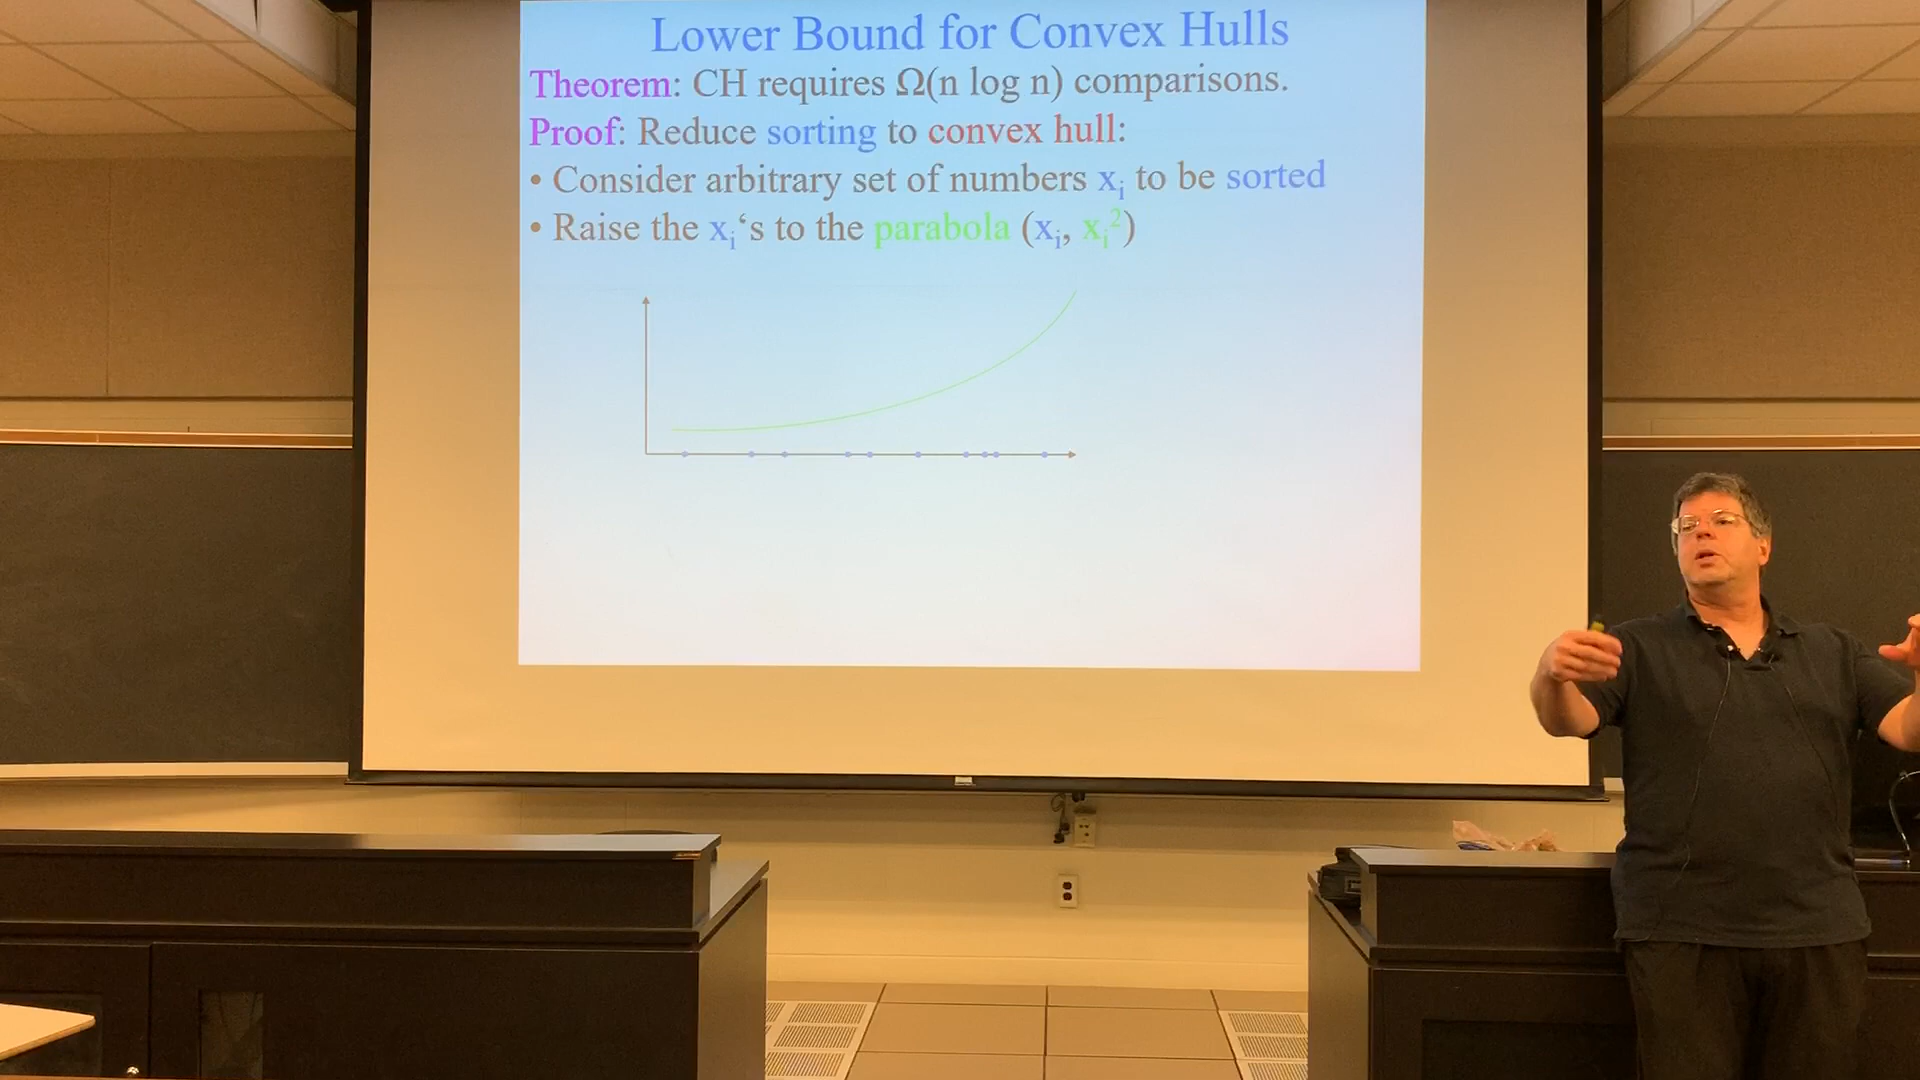 Lower Bound for Convex Hulls
Theorem: CH requires Ω(n log n) comparisons.
Proof: Reduce sorting to convex hull:
• Consider arbitrary set of numbers xᵢ to be sorted
• Raise the xᵢ‘s to the parabola (xᵢ, xᵢ²)